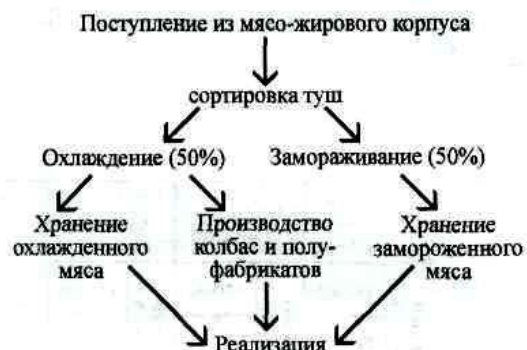 Поступление из мясо-жирового корпуса
сортировка туш
Охлаждение (50%)
Замораживание (50%)
Хранение
охлажденного
мяса
Производство
колбас и полу-
фабрикатов
Хранение
замороженного
мяса
Реализация